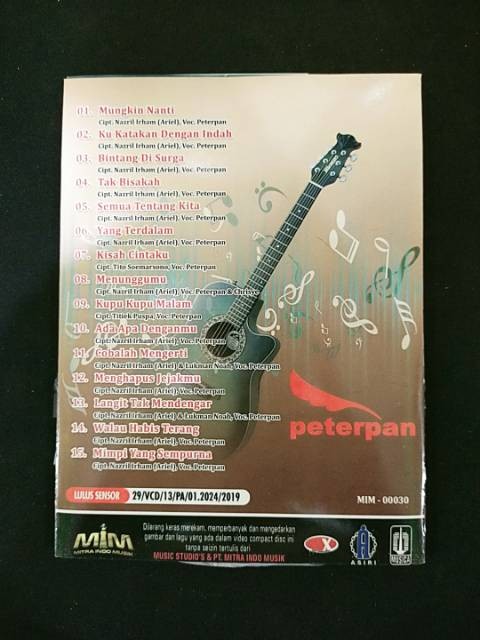 01. Mungkin Nanti
Cipt. Nazril Irham (Ariel), Voc. Peterpan
02. Ku Katakan Dengan Indah
Cipt. Nazril Irham (Ariel), Voc. Peterpan
03. Bintang Di Surga
Cipt. Nazril Irham (Ariel), Voc. Peterpan
04. Tak Bisakah
Cipt. Nazril Irham (Ariel), Voc. Peterpan
05. Semua Tentang Kita
Cipt. Nazril Irham (Ariel), Voc. Peterpan
06. Yang Terdalam
Cipt. Nazril Irham (Ariel), Voc. Peterpan
07. Kisah Cintaku
Cipt. Tito Soemarsono, Voc. Peterpan
08. Menunggumu
Cipt. Nazril Irham (Ariel), Voc. Peterpan & Chrisye
09. Kupu Kupu Malam
Cipt. Titiek Puspa, Voc. Peterpan
10. Ada Apa Denganmu
Cipt. Nazril Irham (Ariel), Voc. Peterpan
11. Cobalah Mengerti
Cipt. Nazril Irham (Ariel) & Lukman Noah, Voc. Peterpan
12. Menghapus Jejakmu
Cipt. Nazril Irham (Ariel), Voc. Peterpan
13. Langit Tak Mendengar
Cipt. Nazril Irham (Ariel) & Lukman Noah, Voc. Peterpan
14. Walau Habis Terang
Cipt. Nazril Irham (Ariel), Voc. Peterpan
15. Mimpi Yang Sempurna
Cipt. Nazril Irham (Ariel), Voc. Peterpan
peterpan
LULUS SENSOR 29/VCD/13/PA/01.2024/2019
MIM - 00030
MIM
MITRA INDO MUSIK
Dilarang keras merekam, memperbanyak dan mengedarkan
gambar dan lagu yang ada dalam video compact disc ini
tanpa seizin tertulis dari
MUSIC STUDIO'S & PT. MITRA INDO MUSIK
ASIRI
MUSICA